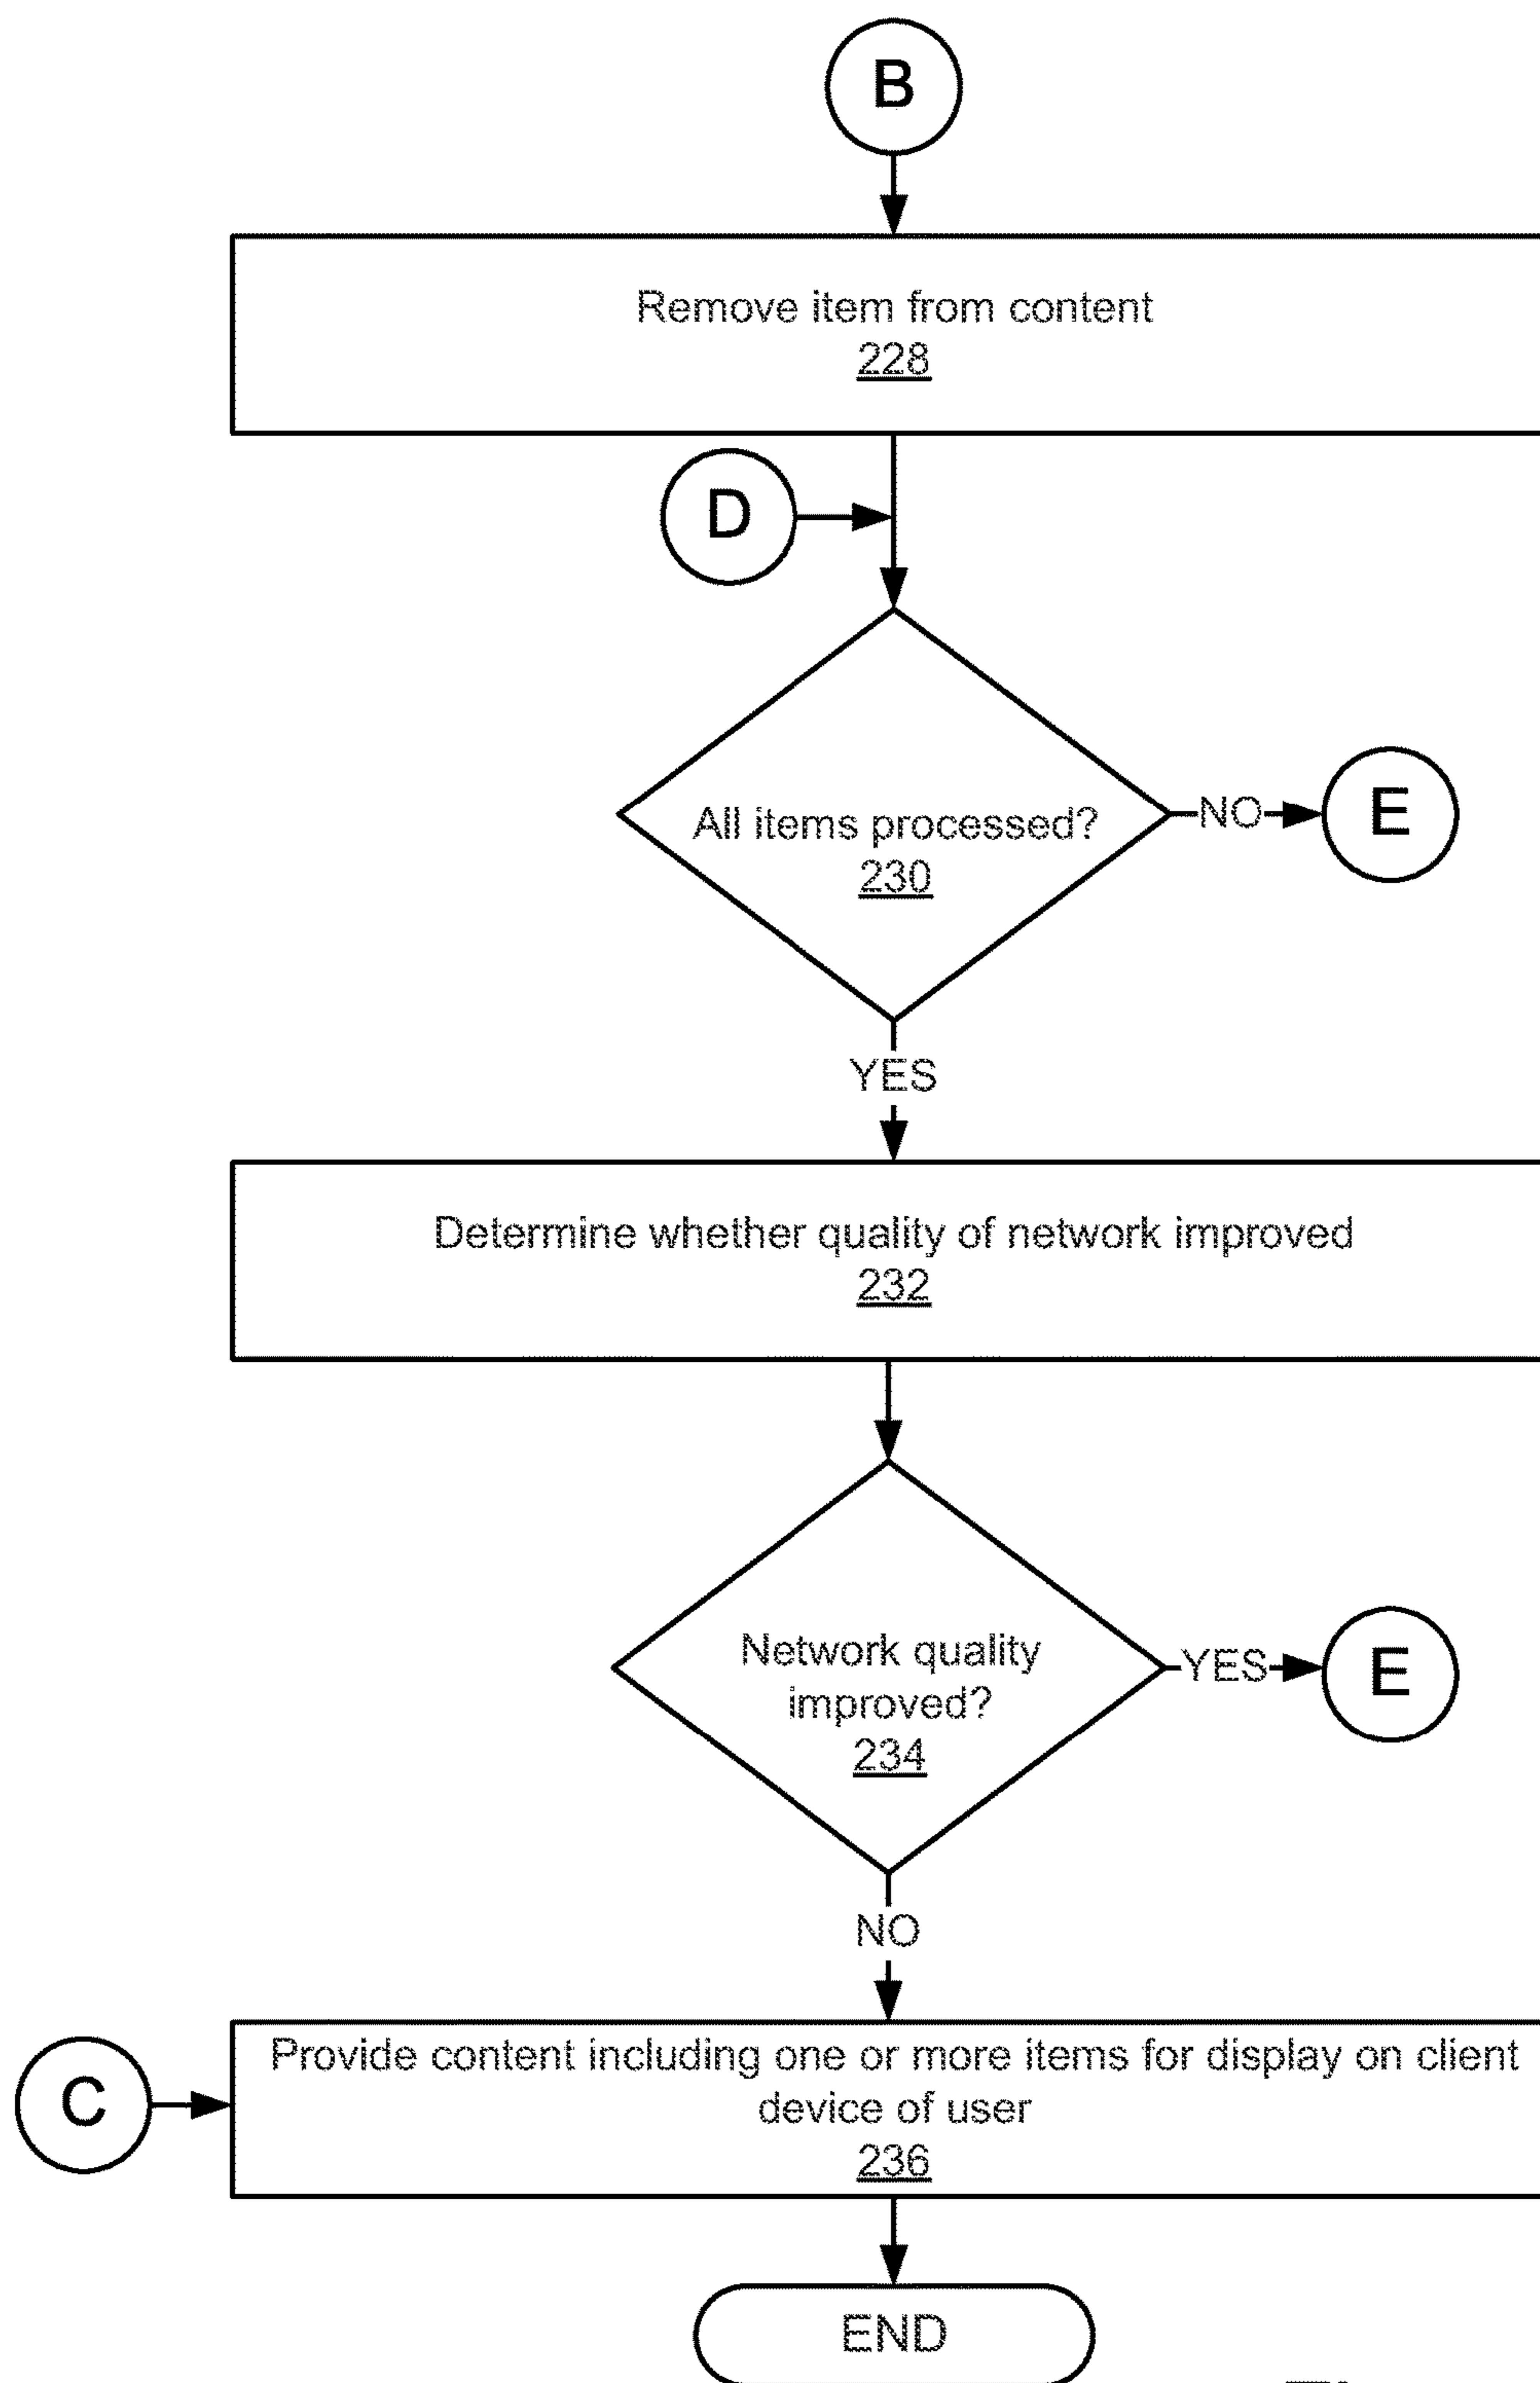 B
Remove item from content
228
D
All items processed?
230
NO
E
YES
Determine whether quality of network improved
232
Network quality
improved?
234
YES
E
NO
C
Provide content including one or more items for display on client
device of user
236
END